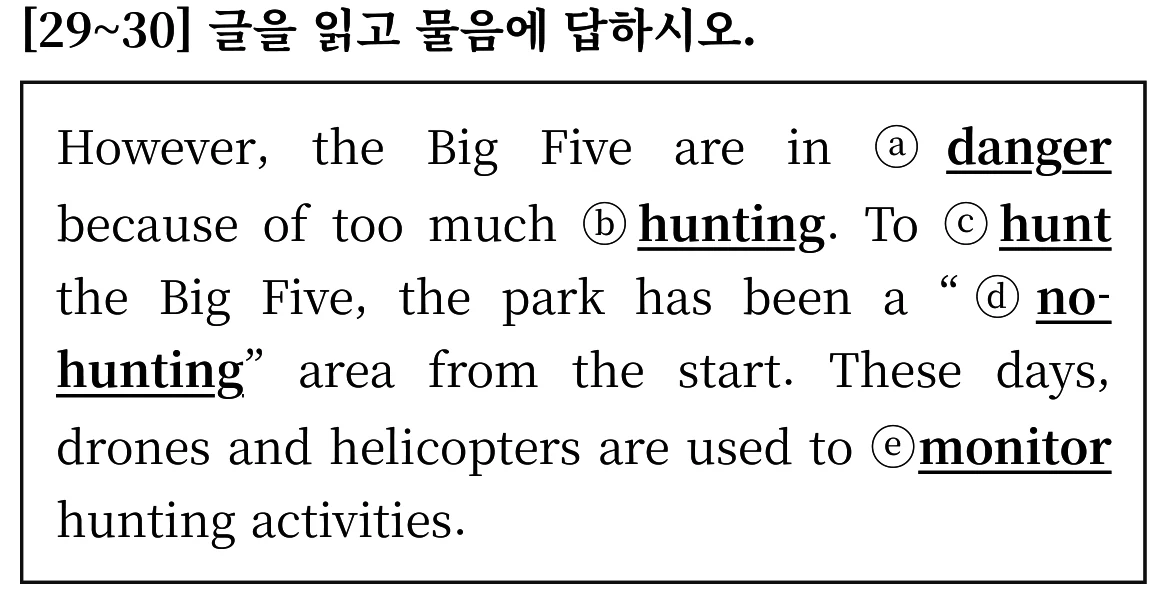 [29~30] 글을 읽고 물음에 답하시오.
However, the Big Five are in ⓐ danger
because of too much ⓑ hunting. To ⓒ hunt
the Big Five, the park has been a “ ⓓ no-
hunting” area from the start. These days,
drones and helicopters are used to ⓔmonitor
hunting activities.